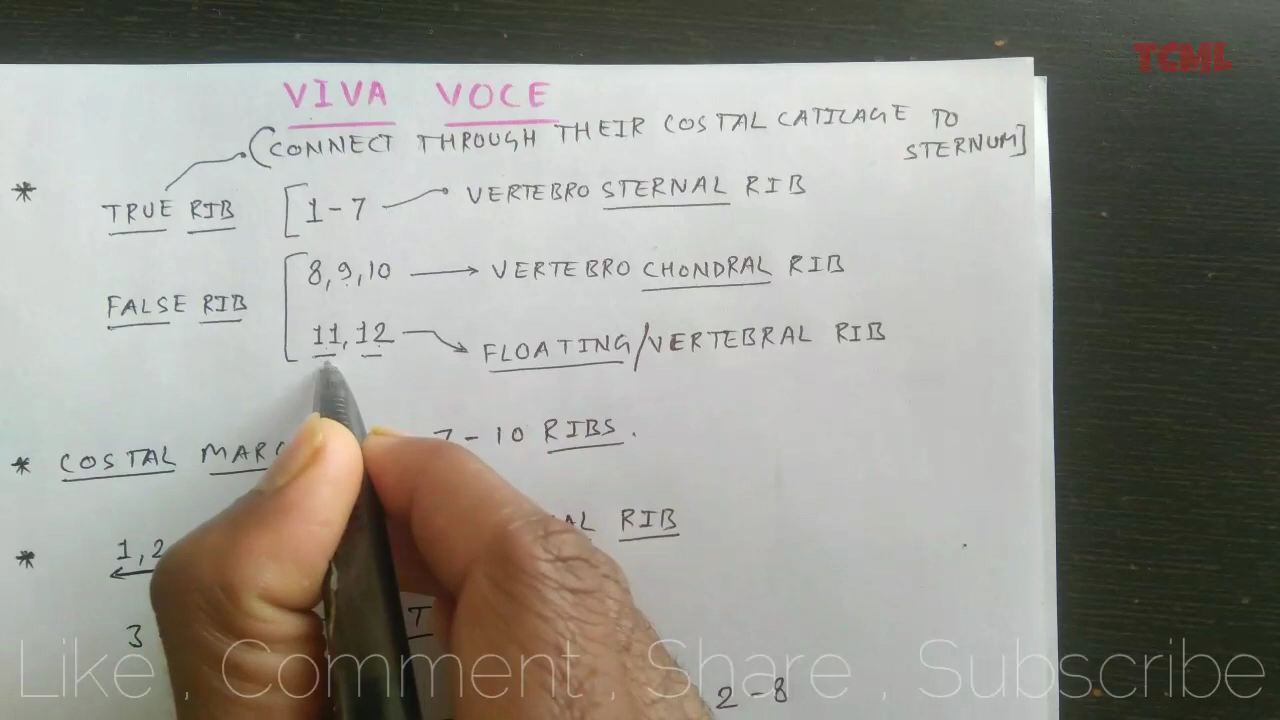 TCML
VIVA VOCE
(CONNECT THROUGH THEIR COSTAL CATILAGE TO
STERNUM]
* TRUE RIB [1-7 VERTEBRO STERNAL RIB
FALSE RIB [8,9,10 → VERTEBRO CHONDRAL RIB
11,12 → FLOATING/VERTEBRAL RIB
* COSTAL 7-10 RIBS.
* 1,2 RIB
3 T
Like , Comment , Share , Subscribe
2-8